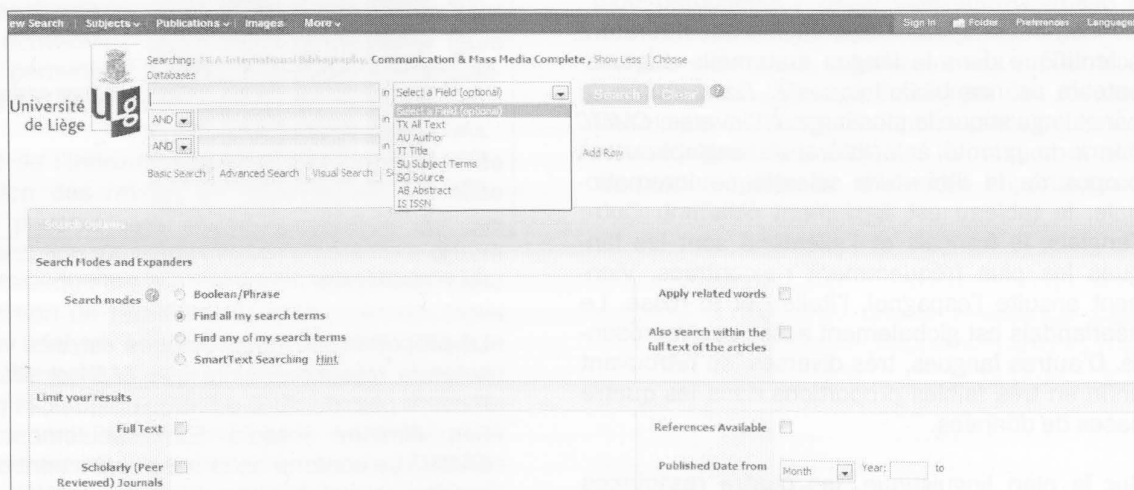 ew Search Subjects Publications Images More Sign In Folder Preferences Languages
Searching: MLA International Bibliography, Communication & Mass Media Complete, Show Less | Choose
Databases
Université
de Liège
ULg
in Select a Field (optional) Search Clear
AND in
AND in
Select a Field (optional)
TX All Text
AU Author
TI Title
SU Subject Terms
SO Source
AB Abstract
IS ISSN
Add Row
Basic Search Advanced Search Visual Search
Search Options
Search Modes and Expanders
Search modes
Boolean/Phrase
Find all my search terms
Find any of my search terms
SmartText Searching Hint
Apply related words
Also search within the
full text of the articles
Limit your results
Full Text
References Available
Scholarly (Peer
Reviewed) Journals
Published Date from Month Year: to